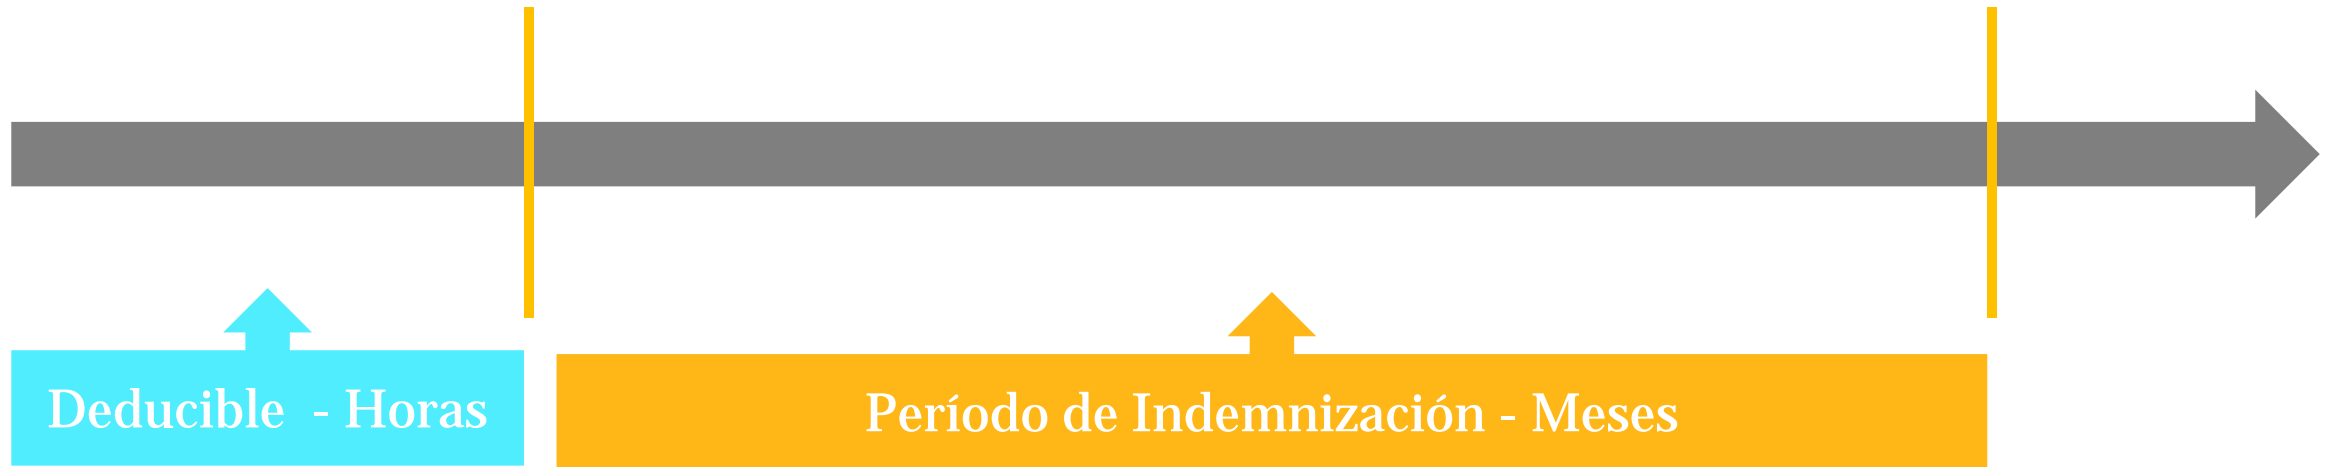 Deducible - Horas
Período de Indemnización - Meses